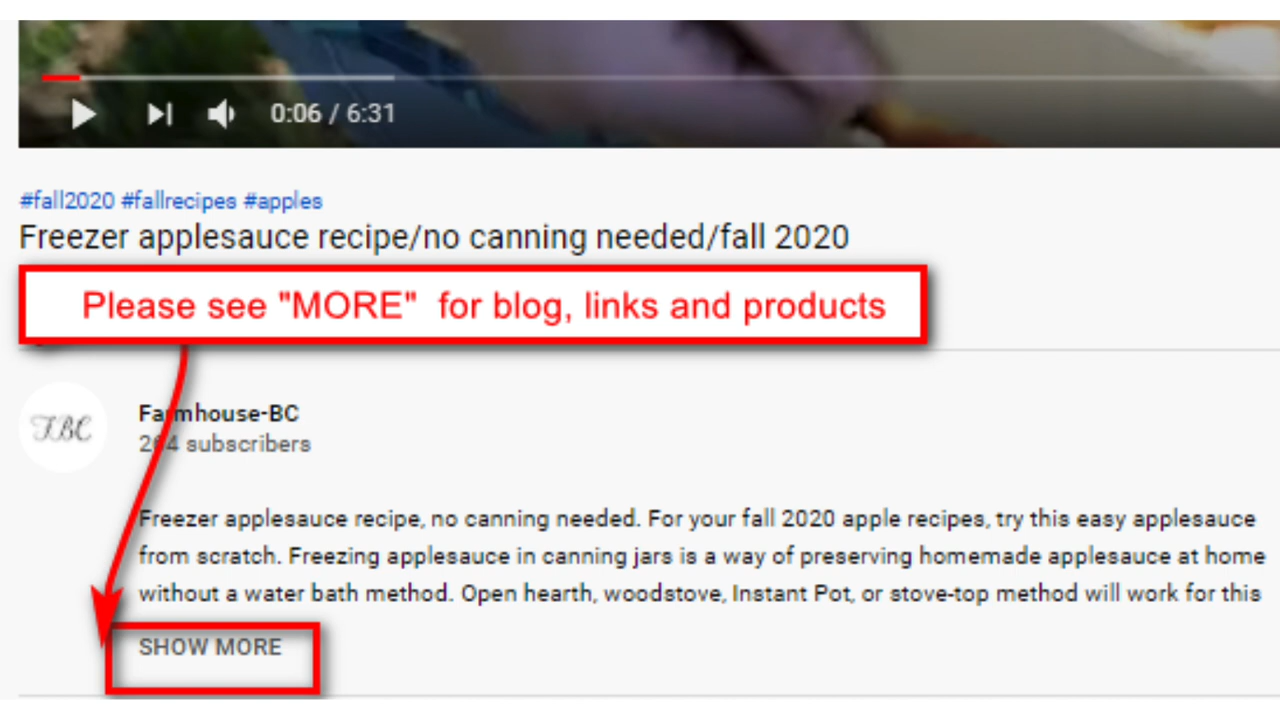 0:06 / 6:31
#fall2020 #fallrecipes #apples
Freezer applesauce recipe/no canning needed/fall 2020
Please see "MORE" for blog, links and products
FBC
Farmhouse-BC
264 subscribers
Freezer applesauce recipe, no canning needed. For your fall 2020 apple recipes, try this easy applesauce
from scratch. Freezing applesauce in canning jars is a way of preserving homemade applesauce at home
without a water bath method. Open hearth, woodstove, Instant Pot, or stove-top method will work for this
SHOW MORE